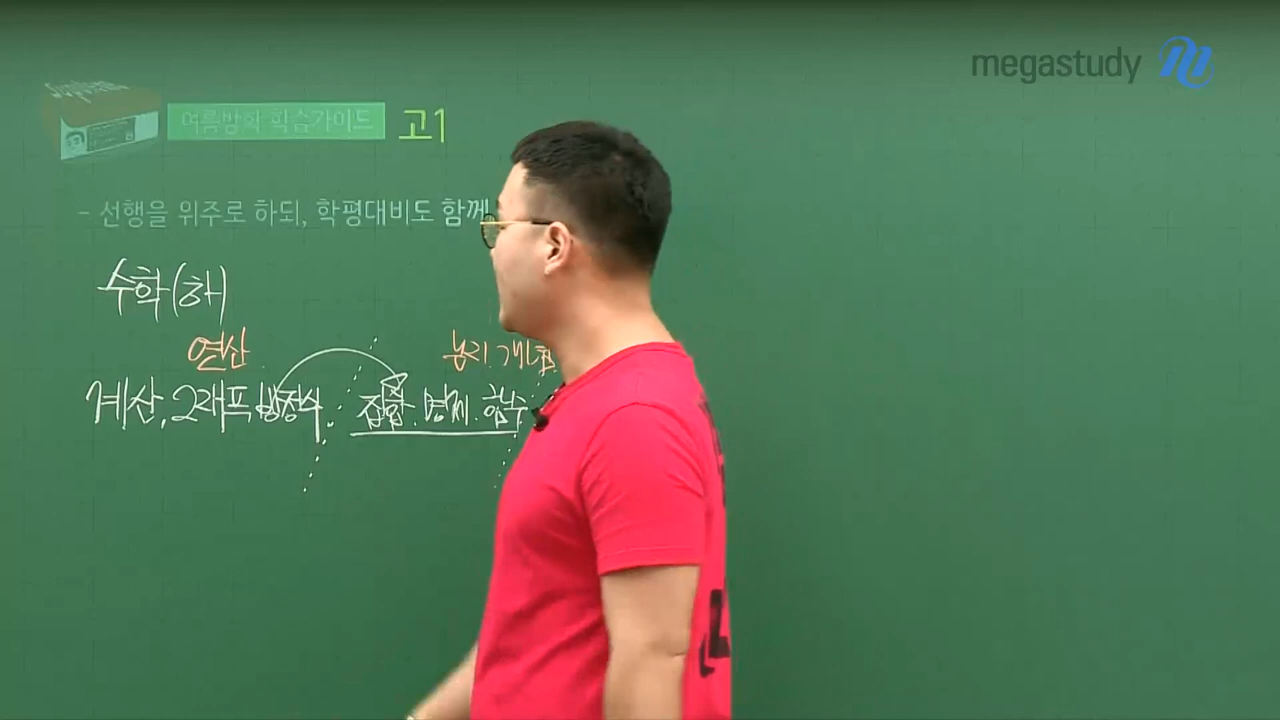 megastudy
여름방학 학습가이드 고1
- 선행을 위주로 하되, 학평대비도 함께
수학(하)
연산 논리.개념
계산, 그래프 방정식. 집합. 명제. 함수